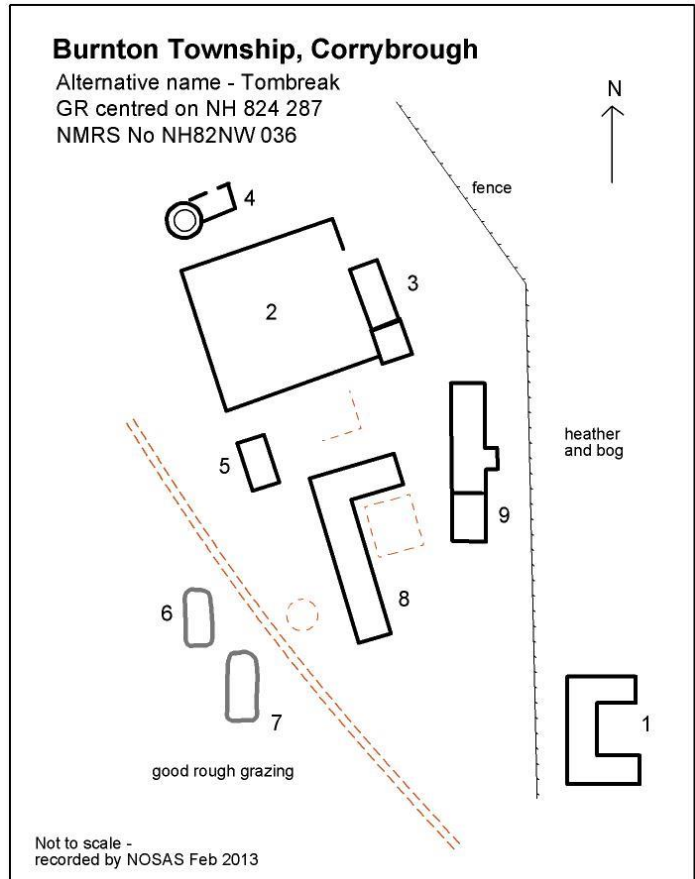 Burnton Township, Corrybrough
Alternative name - Tombreak
GR centred on NH 824 287
NMRS No NH82NW 036
N
fence
4
3
2
heather
and bog
5
9
8
6
7
1
good rough grazing
Not to scale -
recorded by NOSAS Feb 2013